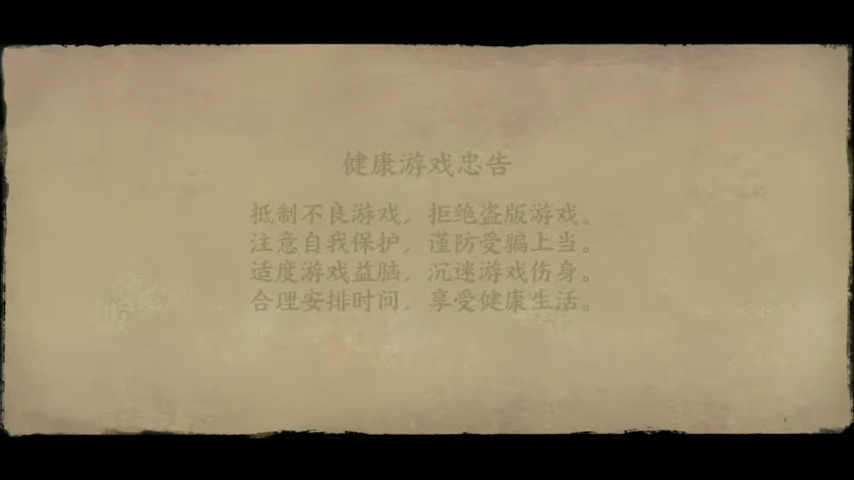 健康游戏忠告
抵制不良游戏，拒绝盗版游戏。
注意自我保护，谨防受骗上当。
适度游戏益脑，沉迷游戏伤身。
合理安排时间，享受健康生活。